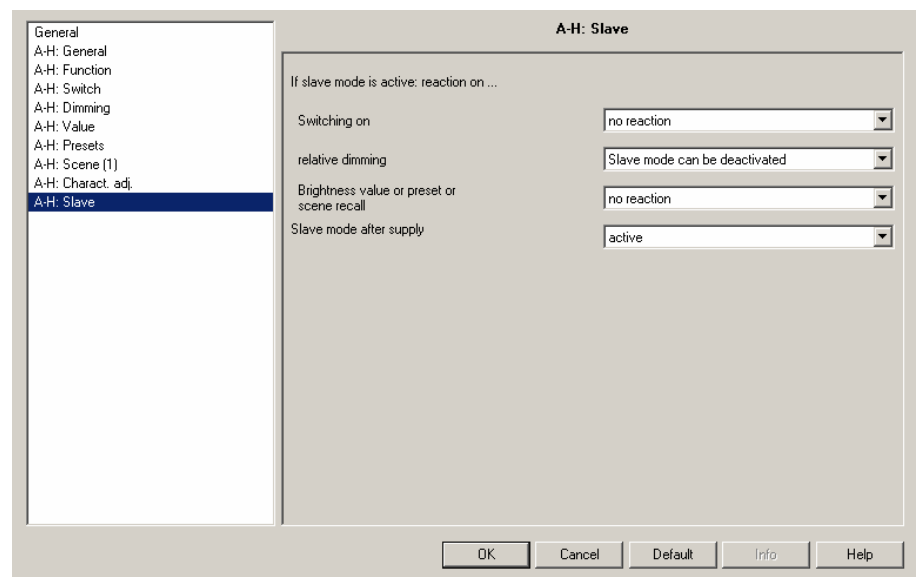 General
A-H: General
A-H: Function
A-H: Switch
A-H: Dimming
A-H: Value
A-H: Presets
A-H: Scene (1)
A-H: Charact. adj.
A-H: Slave
A-H: Slave
If slave mode is active: reaction on ...
Switching on
no reaction
relative dimming
Slave mode can be deactivated
Brightness value or preset or
scene recall
no reaction
Slave mode after supply
active
OK
Cancel
Default
Info
Help